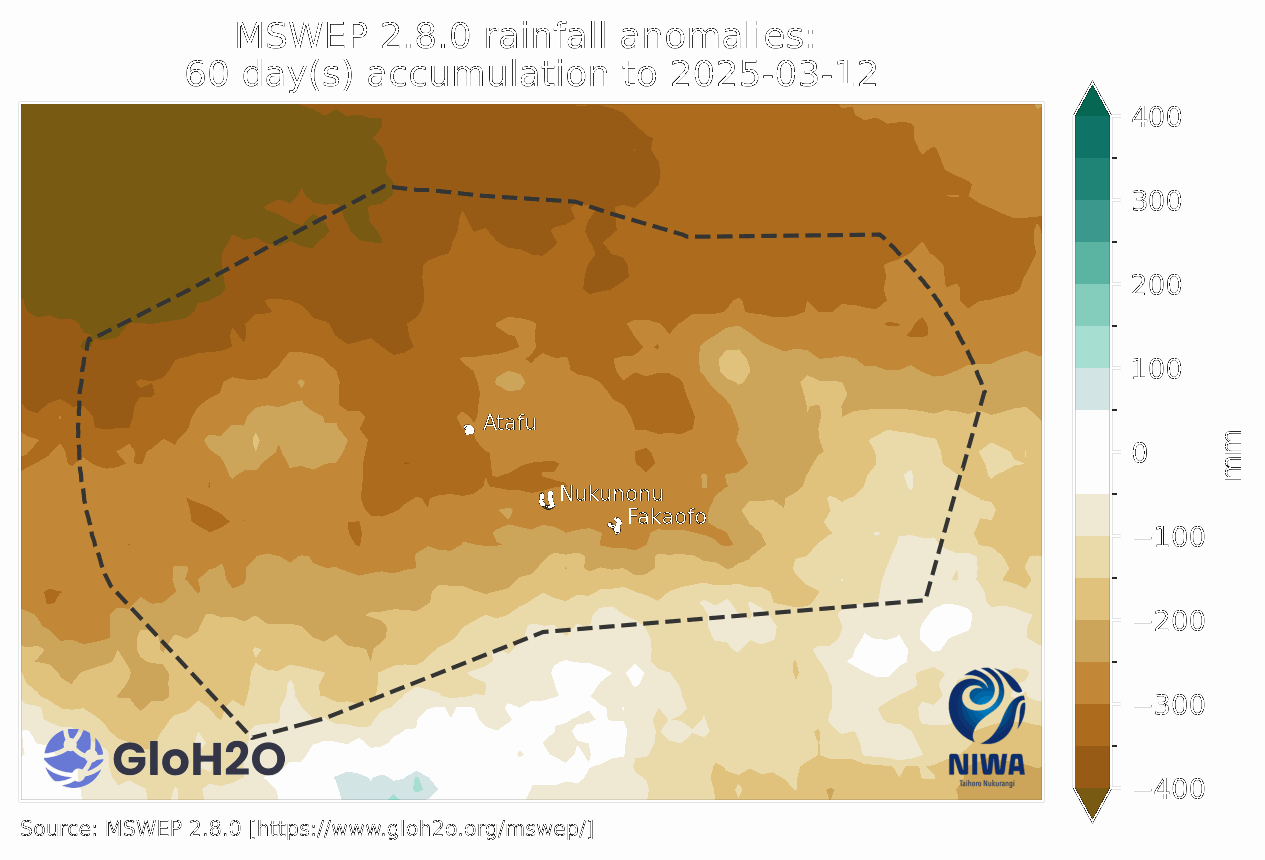 MSWEP 2.8.0 rainfall anomalies:
60 day(s) accumulation to 2025-03-12
400
300
200
100
0
−100
−200
−300
−400
mm
Atafu
Nukunonu
Fakaofo
GloH2O
NIWA
Taihoro Nukurangi
Source: MSWEP 2.8.0 [https://www.gloh2o.org/mswep/]